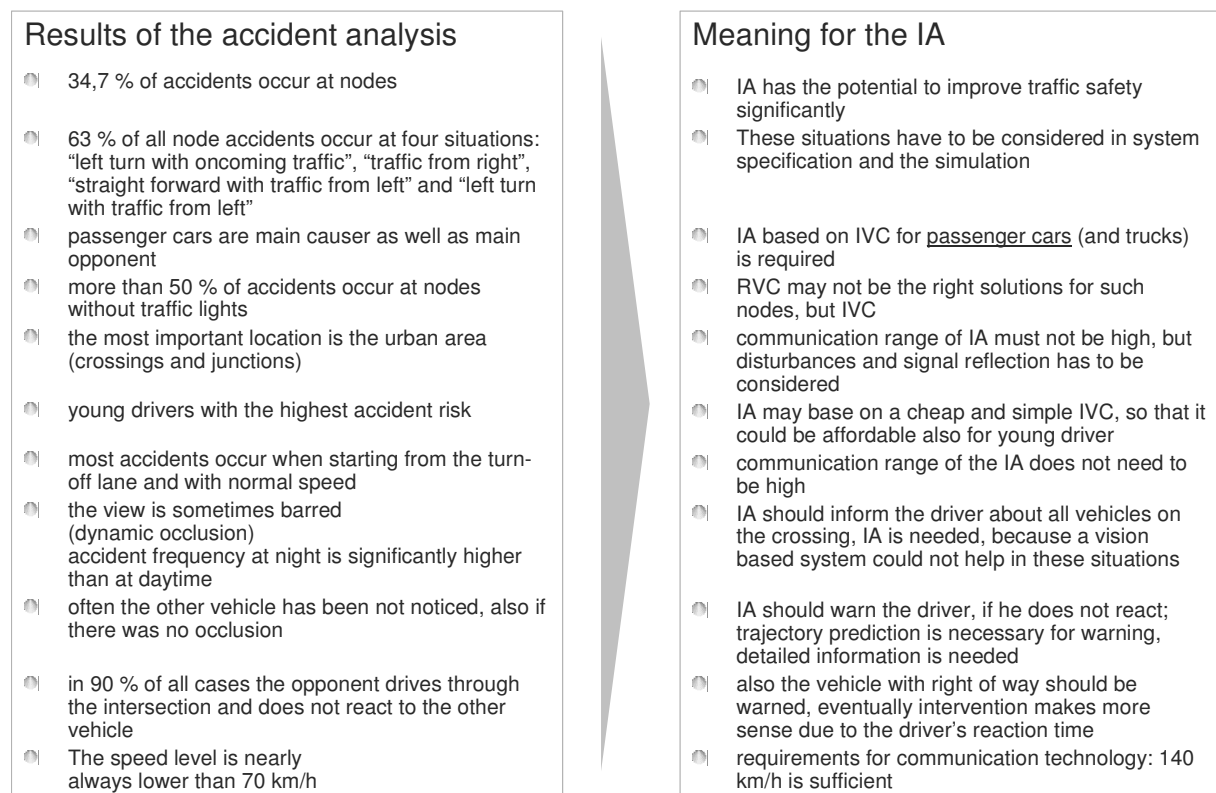 Results of the accident analysis
34,7 % of accidents occur at nodes
63 % of all node accidents occur at four situations:
“left turn with oncoming traffic”, “traffic from right”,
“straight forward with traffic from left” and “left turn
with traffic from left”
passenger cars are main causer as well as main
opponent
more than 50 % of accidents occur at nodes
without traffic lights
the most important location is the urban area
(crossings and junctions)
young drivers with the highest accident risk
most accidents occur when starting from the turn-
off lane and with normal speed
the view is sometimes barred
(dynamic occlusion)
accident frequency at night is significantly higher
than at daytime
often the other vehicle has been not noticed, also if
there was no occlusion
in 90 % of all cases the opponent drives through
the intersection and does not react to the other
vehicle
The speed level is nearly
always lower than 70 km/h
Meaning for the IA
IA has the potential to improve traffic safety
significantly
These situations have to be considered in system
specification and the simulation
IA based on IVC for passenger cars (and trucks)
is required
RVC may not be the right solutions for such
nodes, but IVC
communication range of IA must not be high, but
disturbances and signal reflection has to be
considered
IA may base on a cheap and simple IVC, so that it
could be affordable also for young driver
communication range of the IA does not need to
be high
IA should inform the driver about all vehicles on
the crossing, IA is needed, because a vision
based system could not help in these situations
IA should warn the driver, if he does not react;
trajectory prediction is necessary for warning,
detailed information is needed
also the vehicle with right of way should be
warned, eventually intervention makes more
sense due to the driver’s reaction time
requirements for communication technology: 140
km/h is sufficient